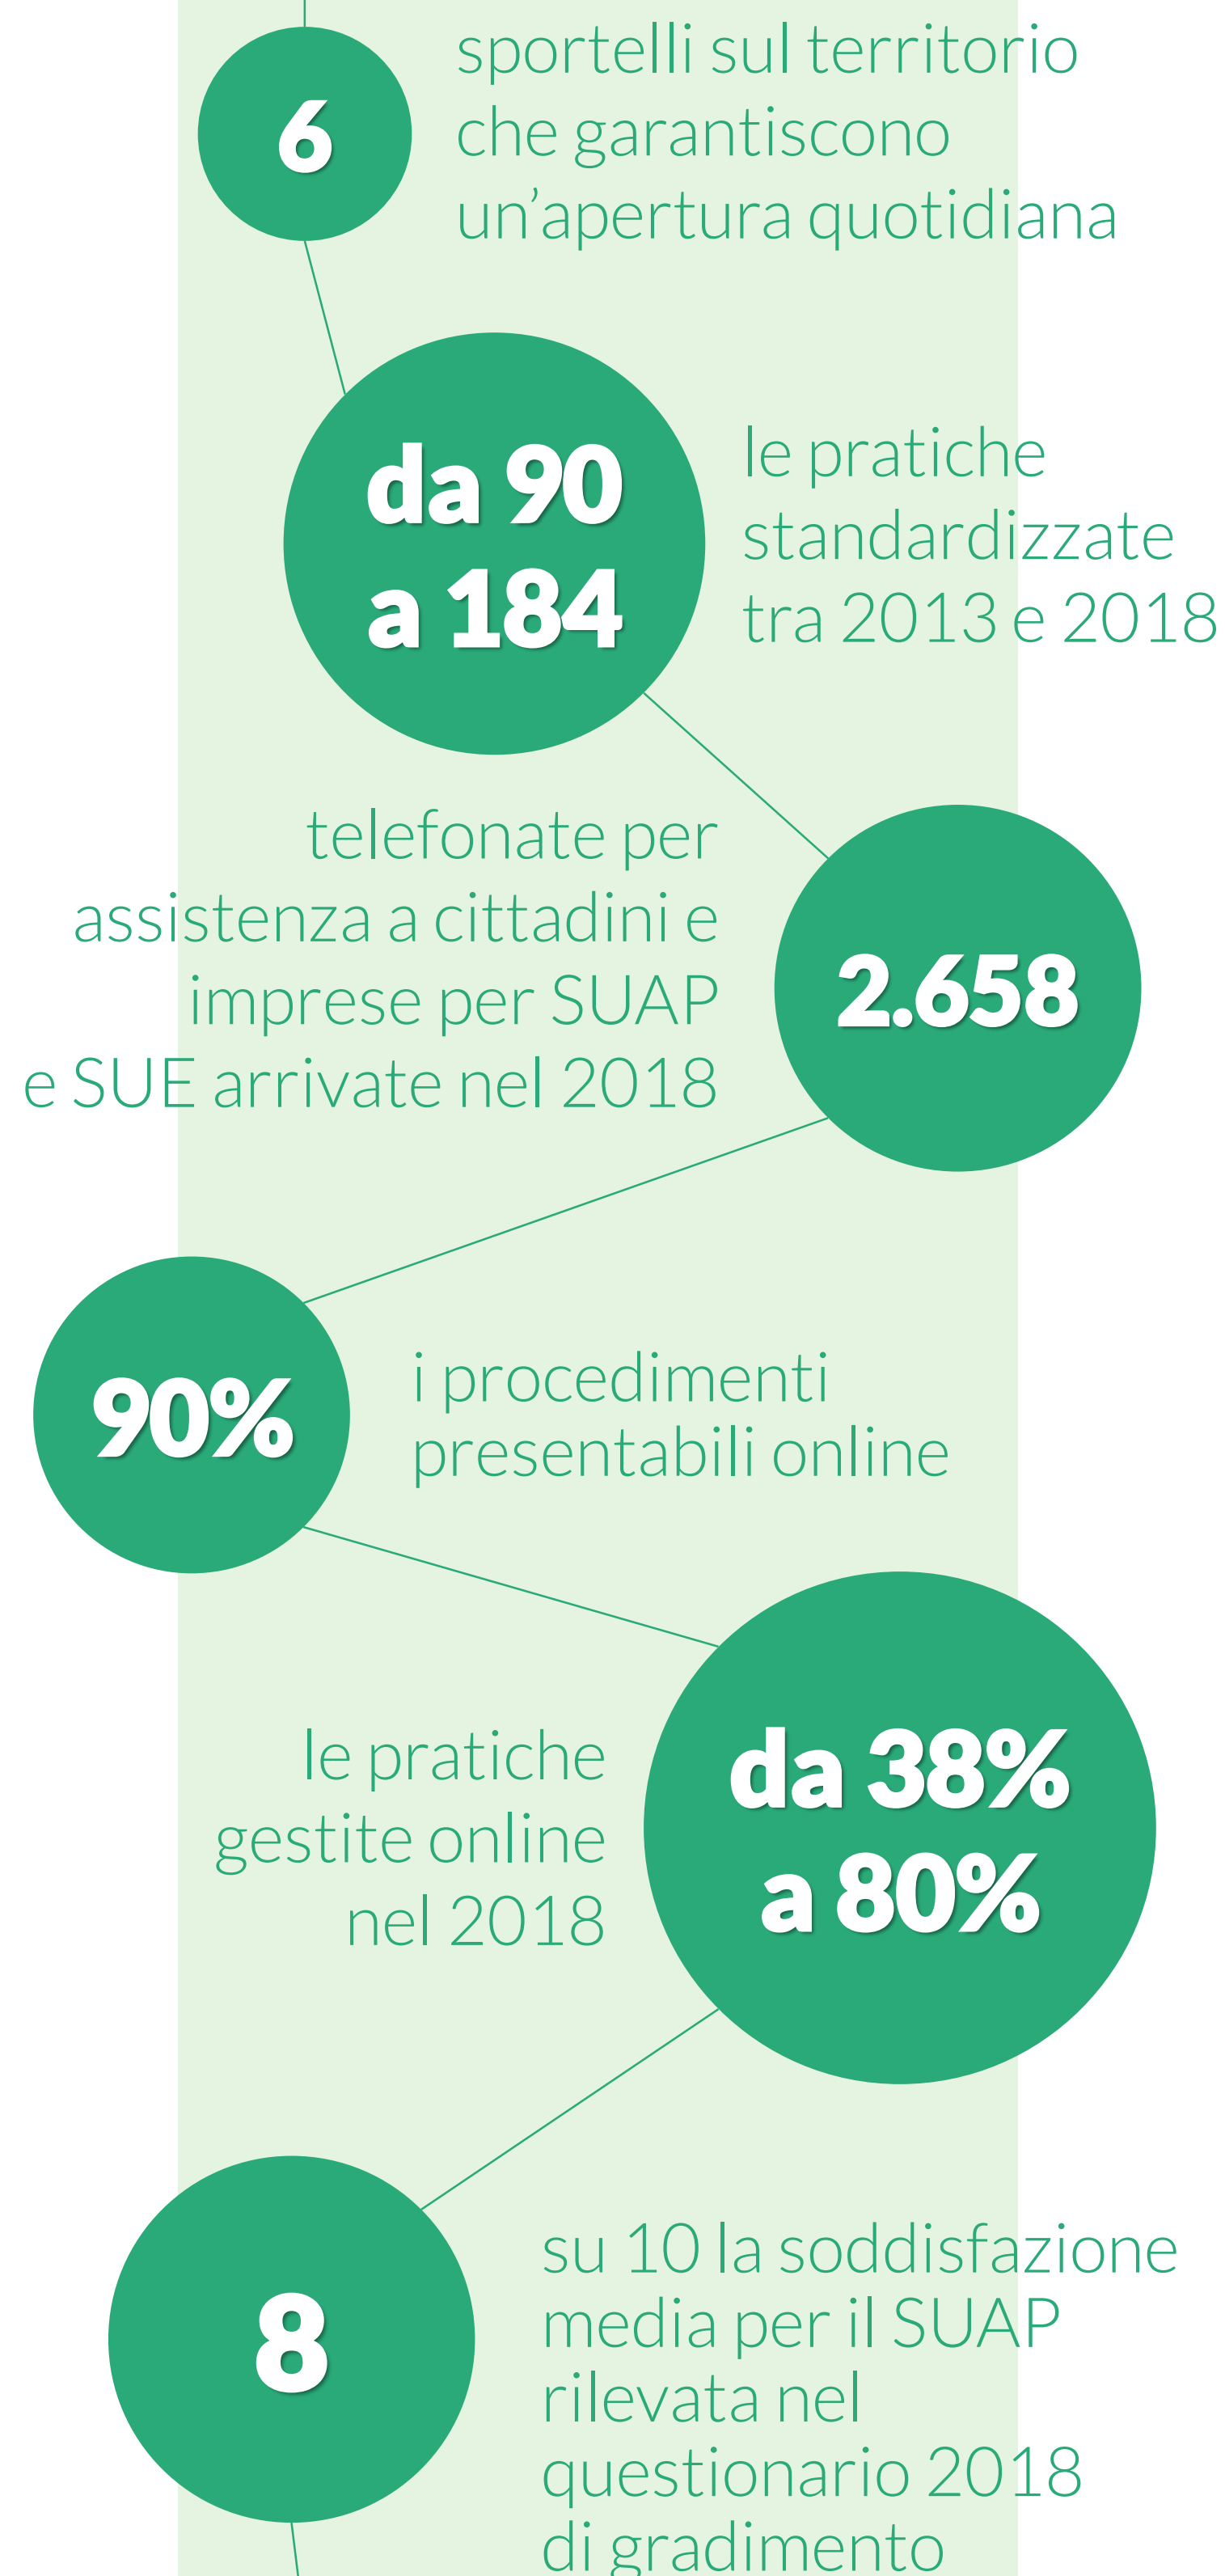 6
sportelli sul territorio
che garantiscono
un’apertura quotidiana
da 90
a 184
le pratiche
standardizzate
tra 2013 e 2018
telefonate per
assistenza a cittadini e
imprese per SUAP
e SUE arrivate nel 2018
2.658
90%
i procedimenti
presentabili online
le pratiche
gestite online
nel 2018
da 38%
a 80%
8
su 10 la soddisfazione
media per il SUAP
rilevata nel
questionario 2018
di gradimento